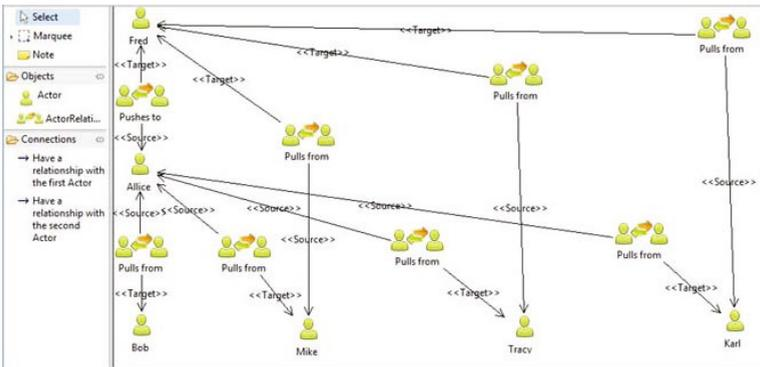 Select
Marquee
Note
Objects
Actor
ActorRelati...
Connections
Have a
relationship with
the first Actor
Have a
relationship with
the second
Actor
Fred
<<Target>>
Pulls from
<<Target>>
<<Target>>
Pulls from
<<Target>>
Pushes to
<<Source>>
Pulls from
Allice
<<Source>>
<<Source>>
<<Source>>
<<Source>>
<<Source>>
<<Source>>
<<Source>>
Pulls from
Pulls from
Pulls from
Pulls from
<<Target>>
<<Target>>
<<Target>>
<<Target>>
Bob
Mike
Tracy
Karl